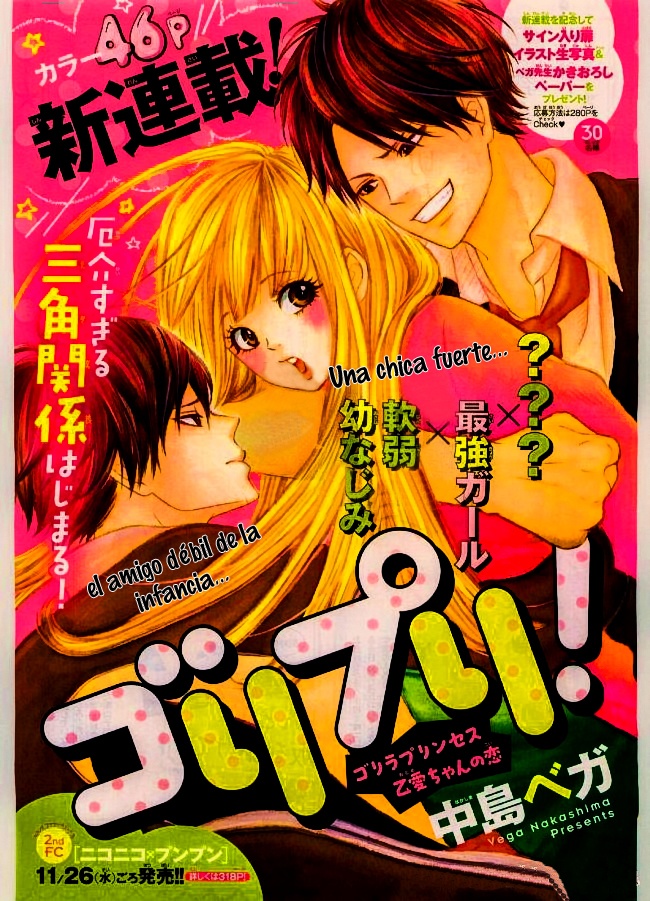 カラー46P
新連載!
新連載を記念して
サイン入り扉
イラスト生写真&
ベガ先生かきおろし
ペーパーを
プレゼント!
応募方法は280Pを
Check♥
30
厄介すぎる
三角関係
はじまる!
Una chica fuerte...
???
×
最強ガール
×
軟弱
幼なじみ
el amigo débil de la
infancia...
ゴリプリ!
ゴリラプリンセス
乙愛ちゃんの恋
中島ベガ
Vega Nakashima
Presents
2nd
FC
[ニコニコ×プンプン]
11/26(水)ごろ発売!!
詳しくは318P!